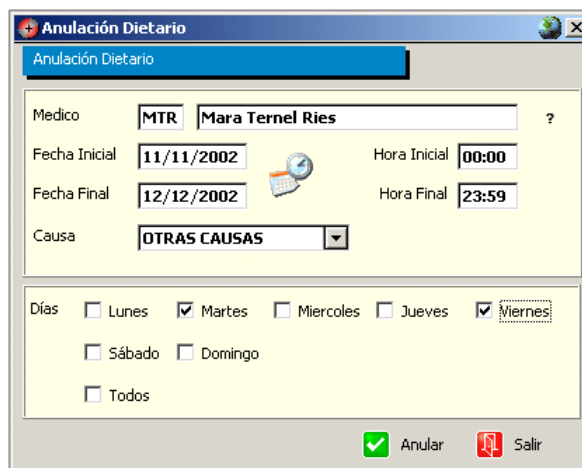 Anulación Dietario
Anulación Dietario
Medico MTR Mara Ternel Ries ?
Fecha Inicial 11/11/2002 Hora Inicial 00:00
Fecha Final 12/12/2002 Hora Final 23:59
Causa OTRAS CAUSAS
Días Lunes Martes Miercoles Jueves Viernes
Sábado Domingo
Todos
Anular Salir